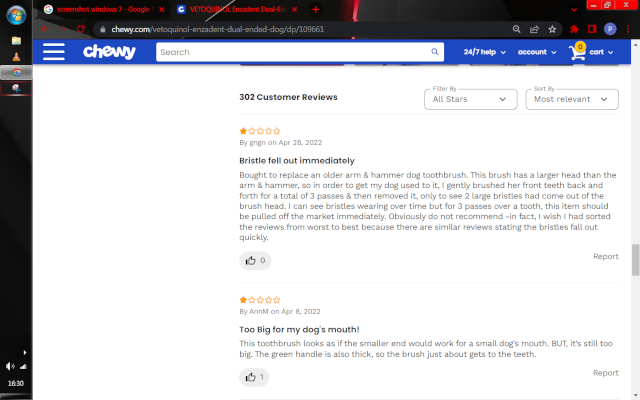 screenshot windows 7 - Google S
VETOQUINOL Enzadent Dual-End
chewy.com/vetoquinol-enzadent-dual-ended-dog/dp/109661
P
chewy
Search
24/7 help
account
0
cart
302 Customer Reviews
Filter By
All Stars
Sort By
Most relevant
By gngn on Apr 28, 2022
Bristle fell out immediately
Bought to replace an older arm & hammer dog toothbrush. This brush has a larger head than the
arm & hammer, so in order to get my dog used to it, I gently brushed her front teeth back and
forth for a total of 3 passes & then removed it, only to see 2 large bristles had come out of the
brush head. I can see bristles wearing over time but for 3 passes over a tooth, this item should
be pulled off the market immediately. Obviously do not recommend -in fact, I wish I had sorted
the reviews from worst to best because there are similar reviews stating the bristles fall out
quickly.
0
Report
By AnnM on Apr 8, 2022
Too Big for my dog's mouth!
This toothbrush looks as if the smaller end would work for a small dog's mouth. BUT, it's still too
big. The green handle is also thick, so the brush just about gets to the teeth.
1
Report
16:30